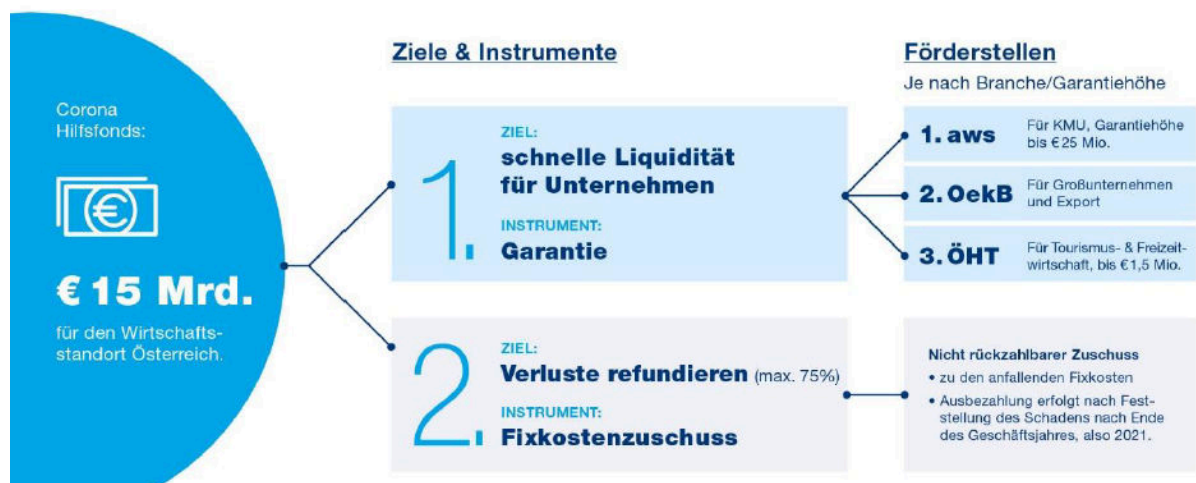 Corona
Hilfsfonds:
€
€ 15 Mrd.
für den Wirtschafts-
standort Österreich.
Ziele & Instrumente
1.
ZIEL:
schnelle Liquidität
für Unternehmen
INSTRUMENT:
Garantie
2.
ZIEL:
Verluste refundieren (max. 75%)
INSTRUMENT:
Fixkostenzuschuss
Förderstellen
Je nach Branche/Garantiehöhe
1. aws
Für KMU, Garantiehöhe
bis € 25 Mio.
2. OekB
Für Großunternehmen
und Export
3. ÖHT
Für Tourismus- & Freizeit-
wirtschaft, bis € 1,5 Mio.
Nicht rückzahlbarer Zuschuss
• zu den anfallenden Fixkosten
• Ausbezahlung erfolgt nach Fest-
stellung des Schadens nach Ende
des Geschäftsjahres, also 2021.